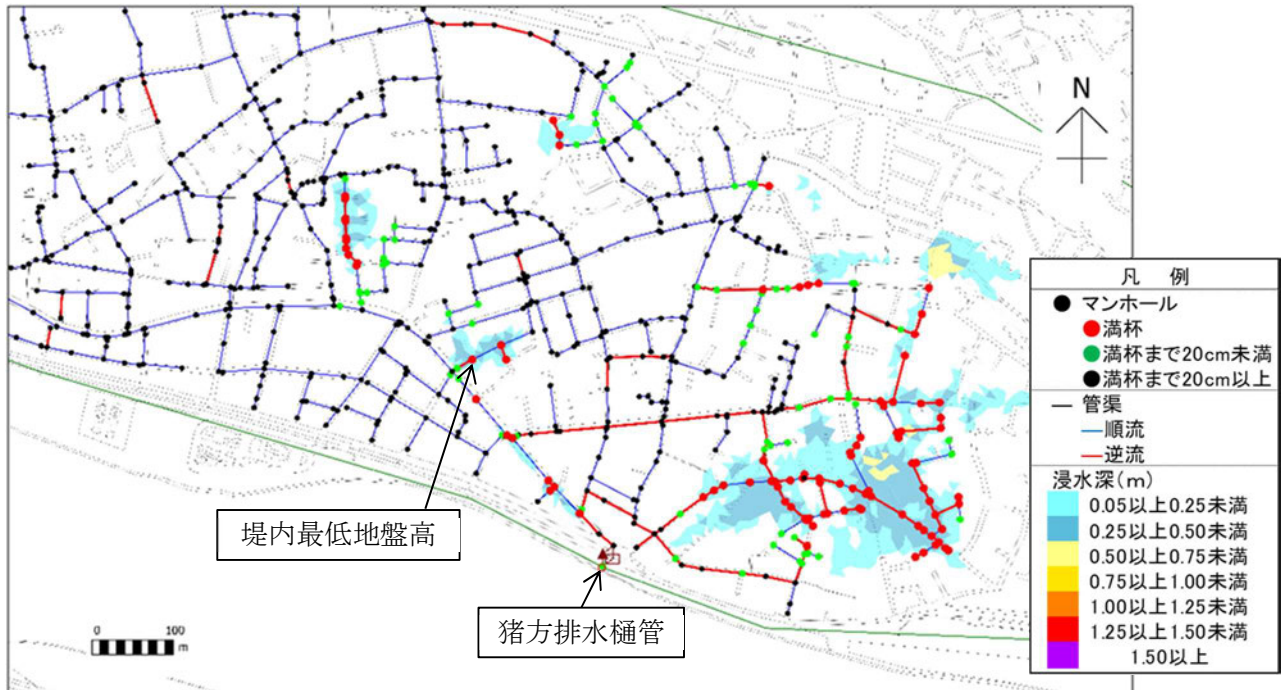 N
凡 例
マンホール
満杯
満杯まで20cm未満
満杯まで20cm以上
管渠
順流
逆流
浸水深(m)
0.05以上0.25未満
0.25以上0.50未満
0.50以上0.75未満
0.75以上1.00未満
1.00以上1.25未満
1.25以上1.50未満
1.50以上
堤内最低地盤高
猪方排水樋管
0 100
m